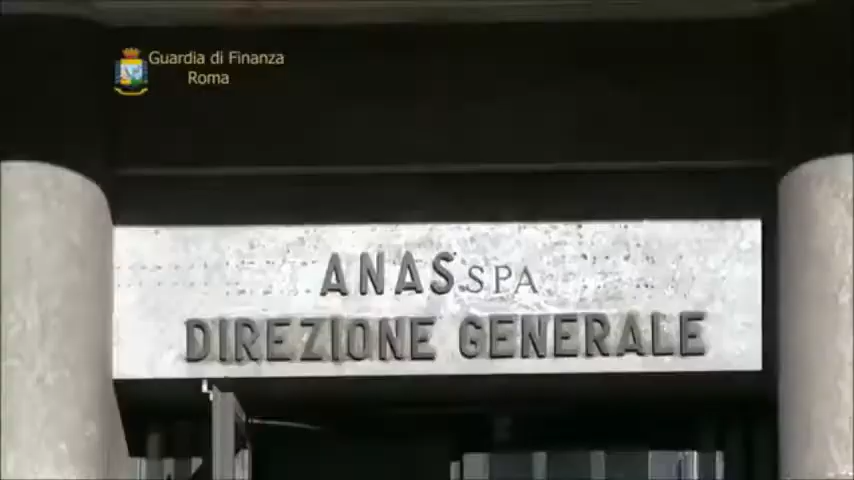 Guardia di Finanza
Roma
ANAS SPA
DIREZIONE GENERALE